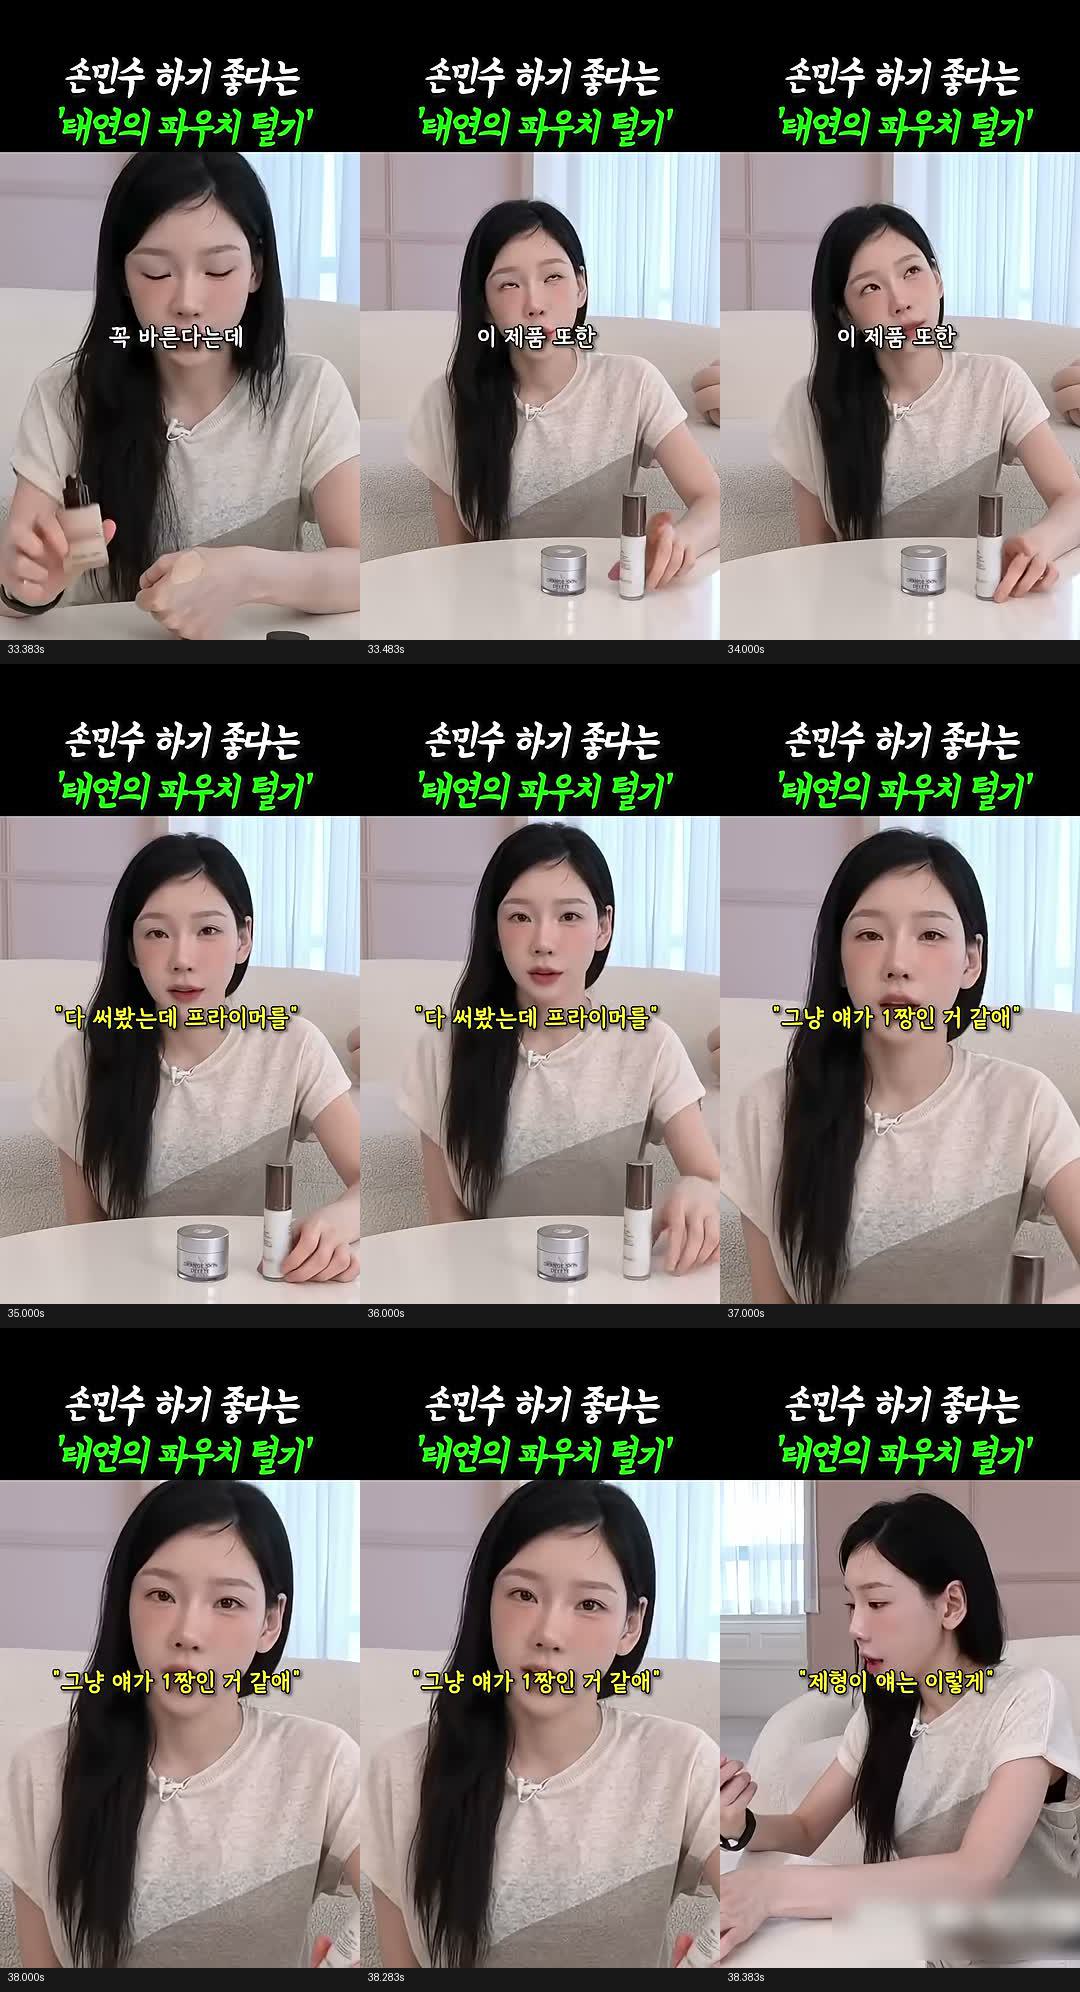 손민수 하기 좋다는
'태연의 파우치 털기'
꼭 바른다는데
33.383s
손민수 하기 좋다는
'태연의 파우치 털기'
이 제품 또한
33.483s
손민수 하기 좋다는
'태연의 파우치 털기'
이 제품 또한
34.000s
손민수 하기 좋다는
'태연의 파우치 털기'
"다 써봤는데 프라이머를"
35.000s
손민수 하기 좋다는
'태연의 파우치 털기'
"다 써봤는데 프라이머를"
36.000s
손민수 하기 좋다는
'태연의 파우치 털기'
"그냥 얘가 1짱인 거 같애"
37.000s
손민수 하기 좋다는
'태연의 파우치 털기'
"그냥 얘가 1짱인 거 같애"
38.000s
손민수 하기 좋다는
'태연의 파우치 털기'
"그냥 얘가 1짱인 거 같애"
38.283s
손민수 하기 좋다는
'태연의 파우치 털기'
"제형이 얘는 이렇게"
38.383s